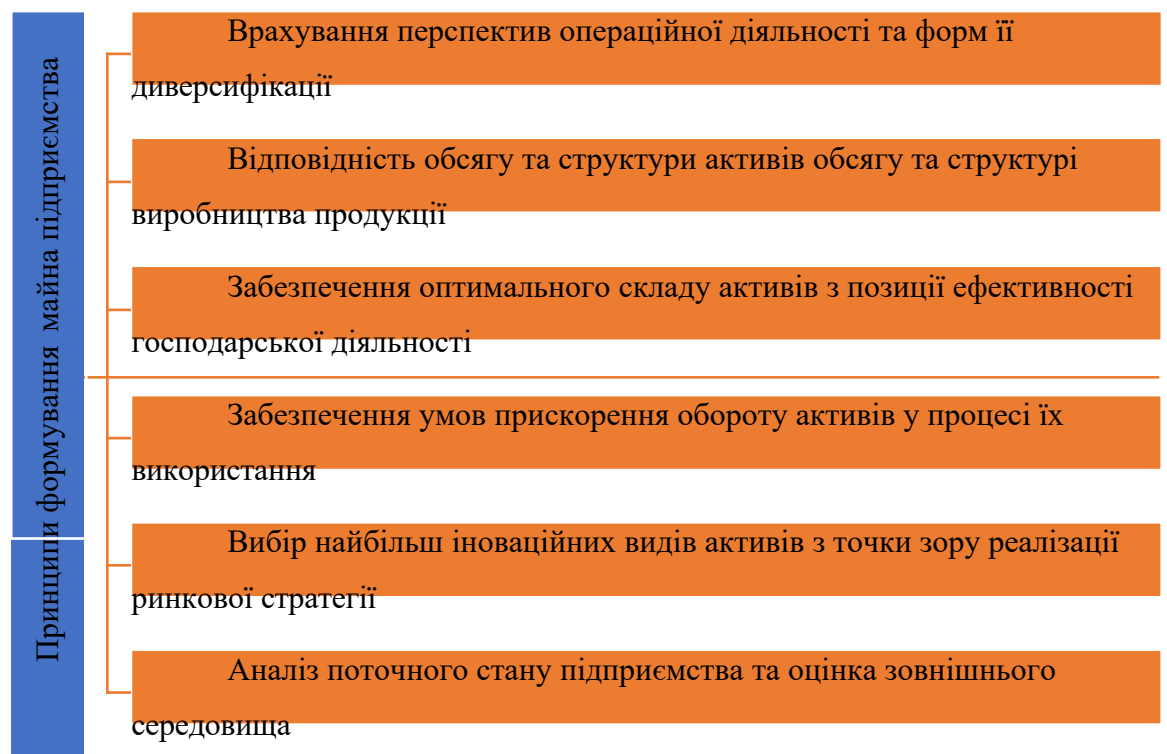 Принципи формування майна підприємства
Врахування перспектив операційної діяльності та форм її
диверсифікації
Відповідність обсягу та структури активів обсягу та структурі
виробництва продукції
Забезпечення оптимального складу активів з позиції ефективності
господарської діяльності
Забезпечення умов прискорення обороту активів у процесі їх
використання
Вибір найбільш іноваційних видів активів з точки зору реалізації
ринкової стратегії
Аналіз поточного стану підприємства та оцінка зовнішнього
середовища